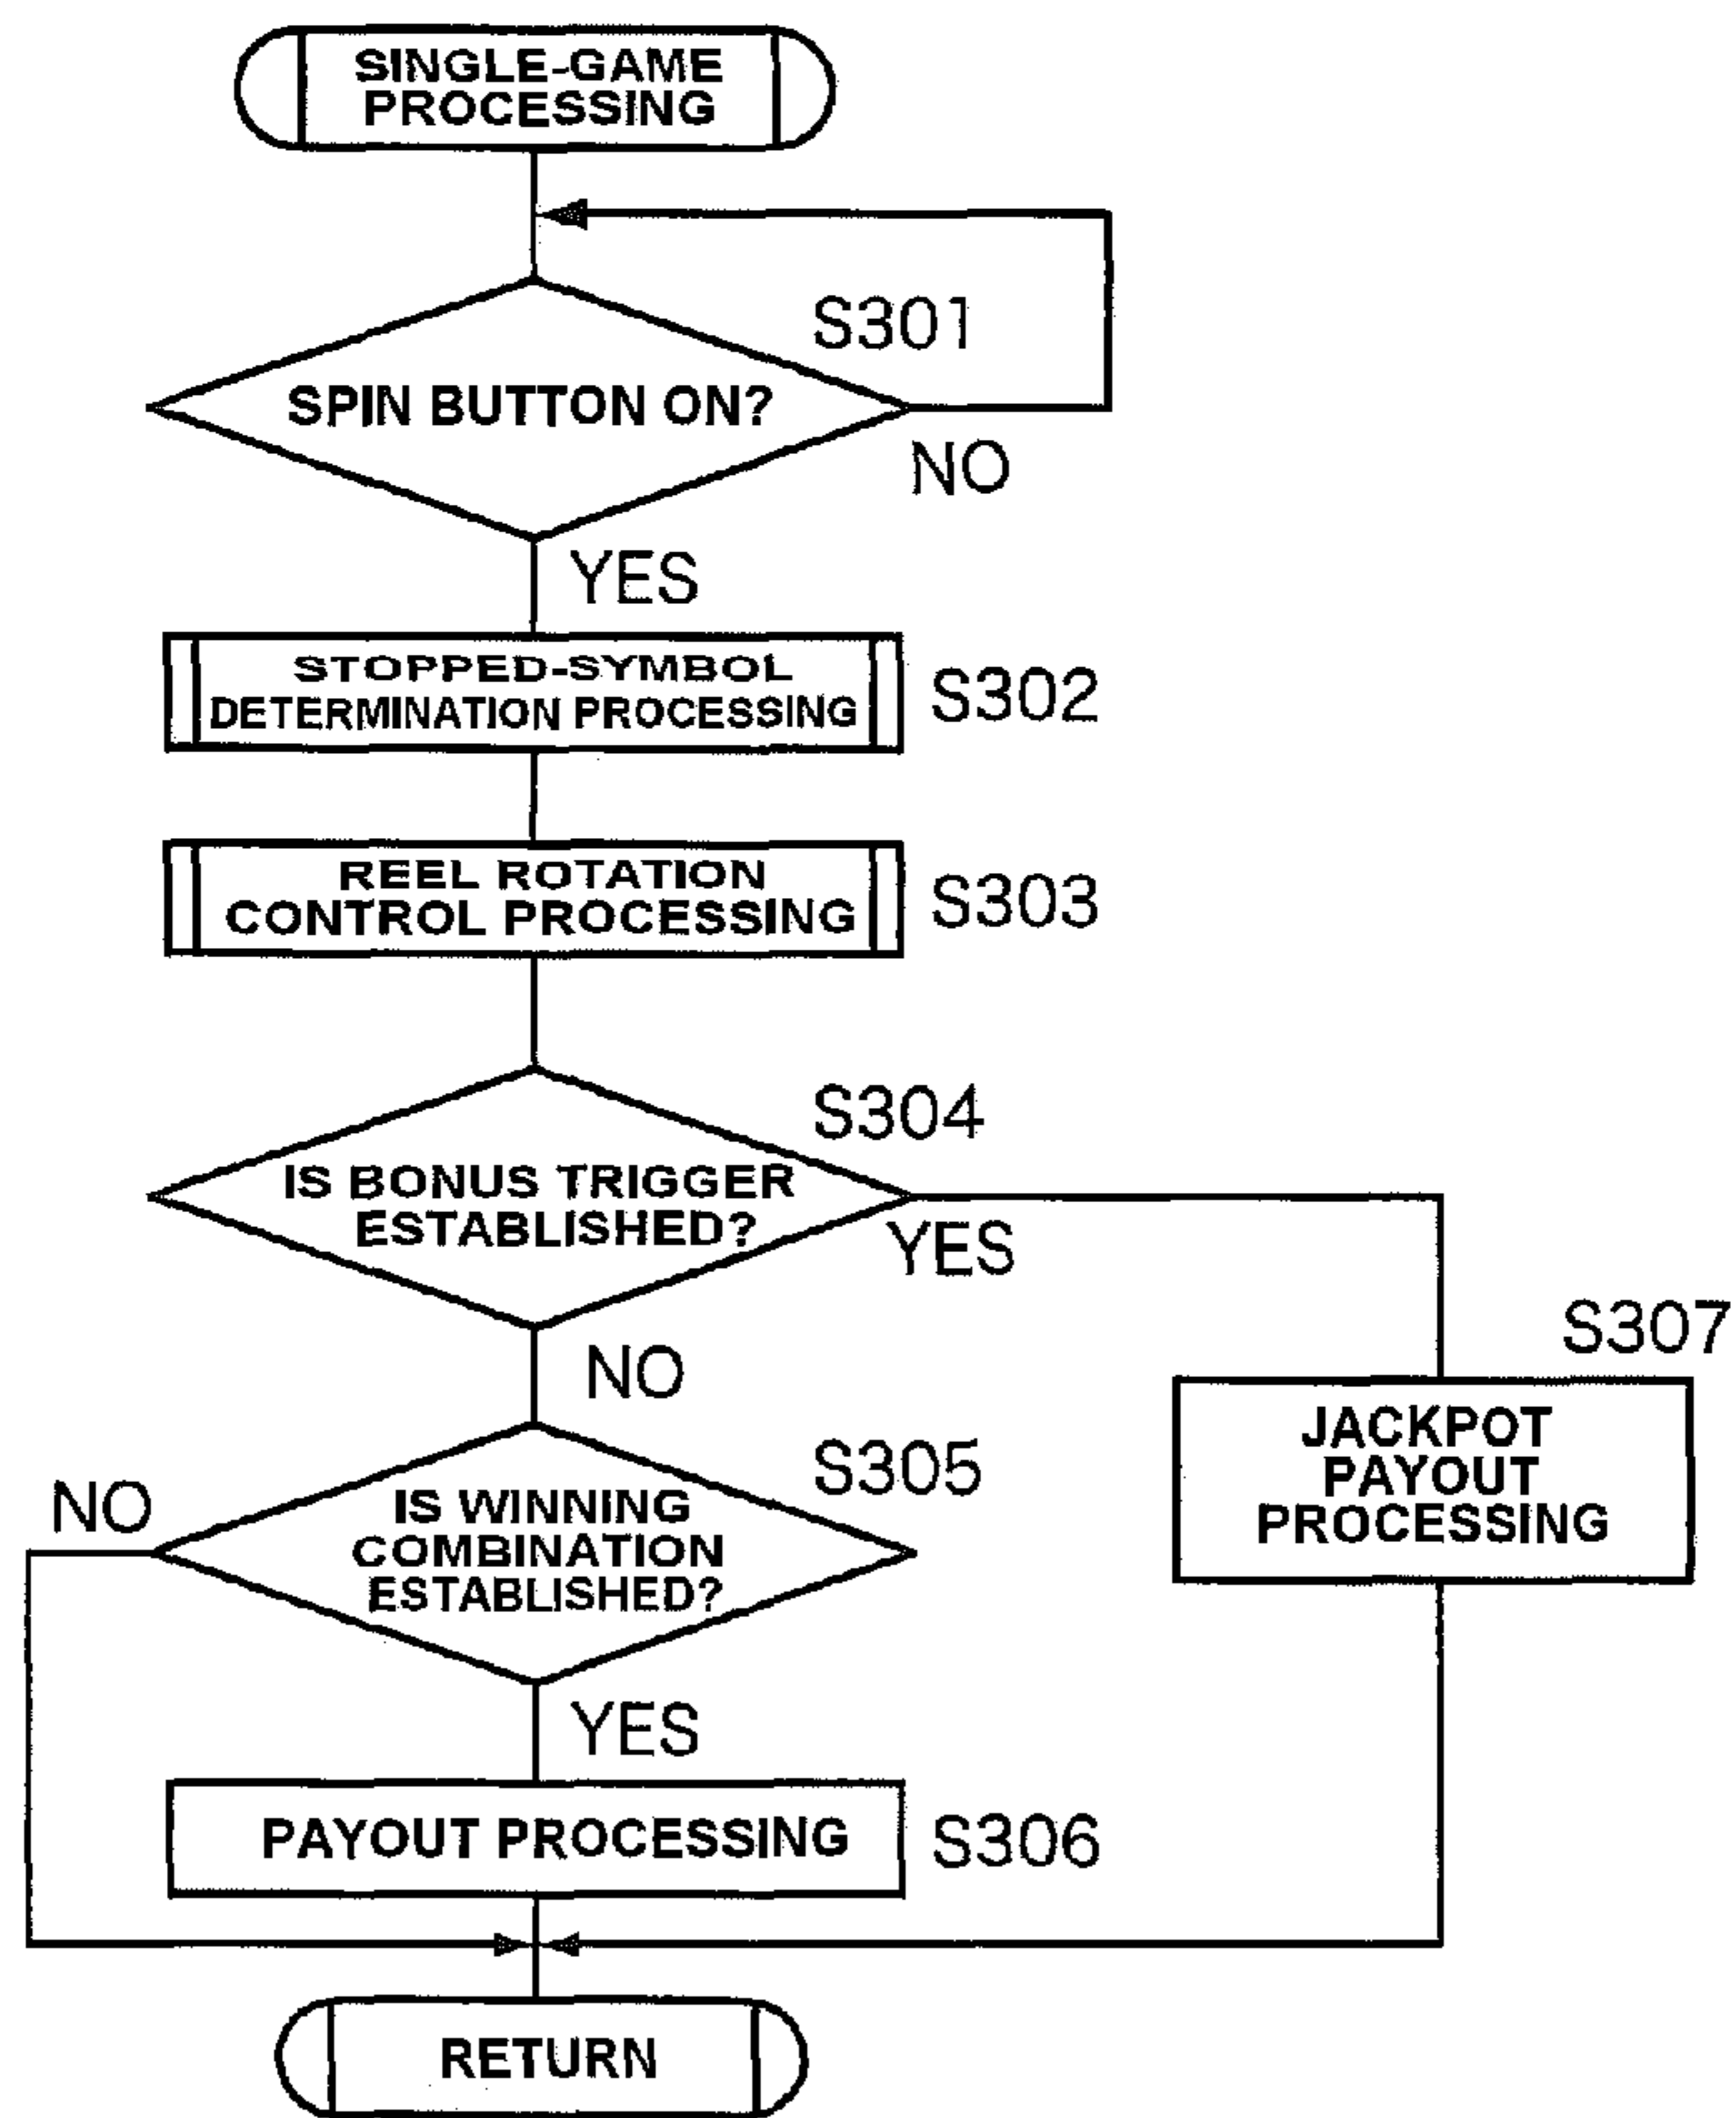 SINGLE-GAME
PROCESSING
S301
SPIN BUTTON ON?
NO
YES
STOPPED-SYMBOL
DETERMINATION PROCESSING
S302
REEL ROTATION
CONTROL PROCESSING
S303
S304
IS BONUS TRIGGER
ESTABLISHED?
YES
NO
S307
JACKPOT
PAYOUT
PROCESSING
S305
NO
IS WINNING
COMBINATION
ESTABLISHED?
YES
PAYOUT PROCESSING
S306
RETURN